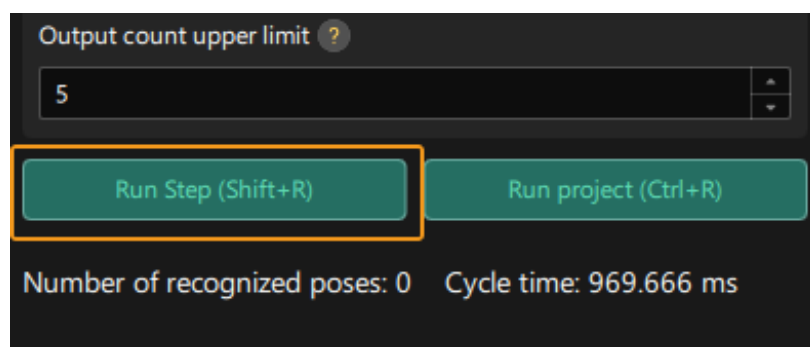 Output count upper limit ?
5
Run Step (Shift+R) Run project (Ctrl+R)
Number of recognized poses: 0 Cycle time: 969.666 ms